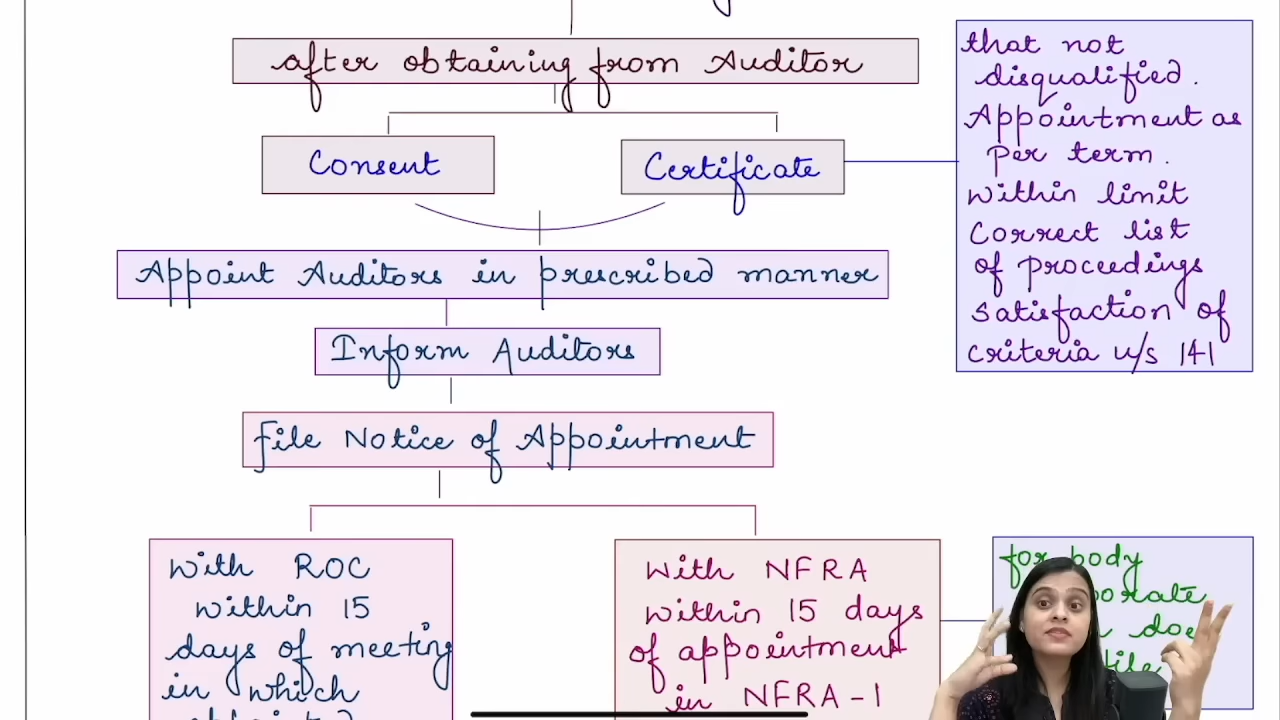 after obtaining from Auditor
Consent
Certificate
that not
disqualified.
Appointment as
per term.
within limit
Correct list
of proceedings
satisfaction of
criteria u/s 141
Appoint Auditors in prescribed manner
Inform Auditors
file Notice of Appointment
with ROC
within 15
days of meeting
in which
with NFRA
within 15 days
of appointment
in NFRA-1
for body